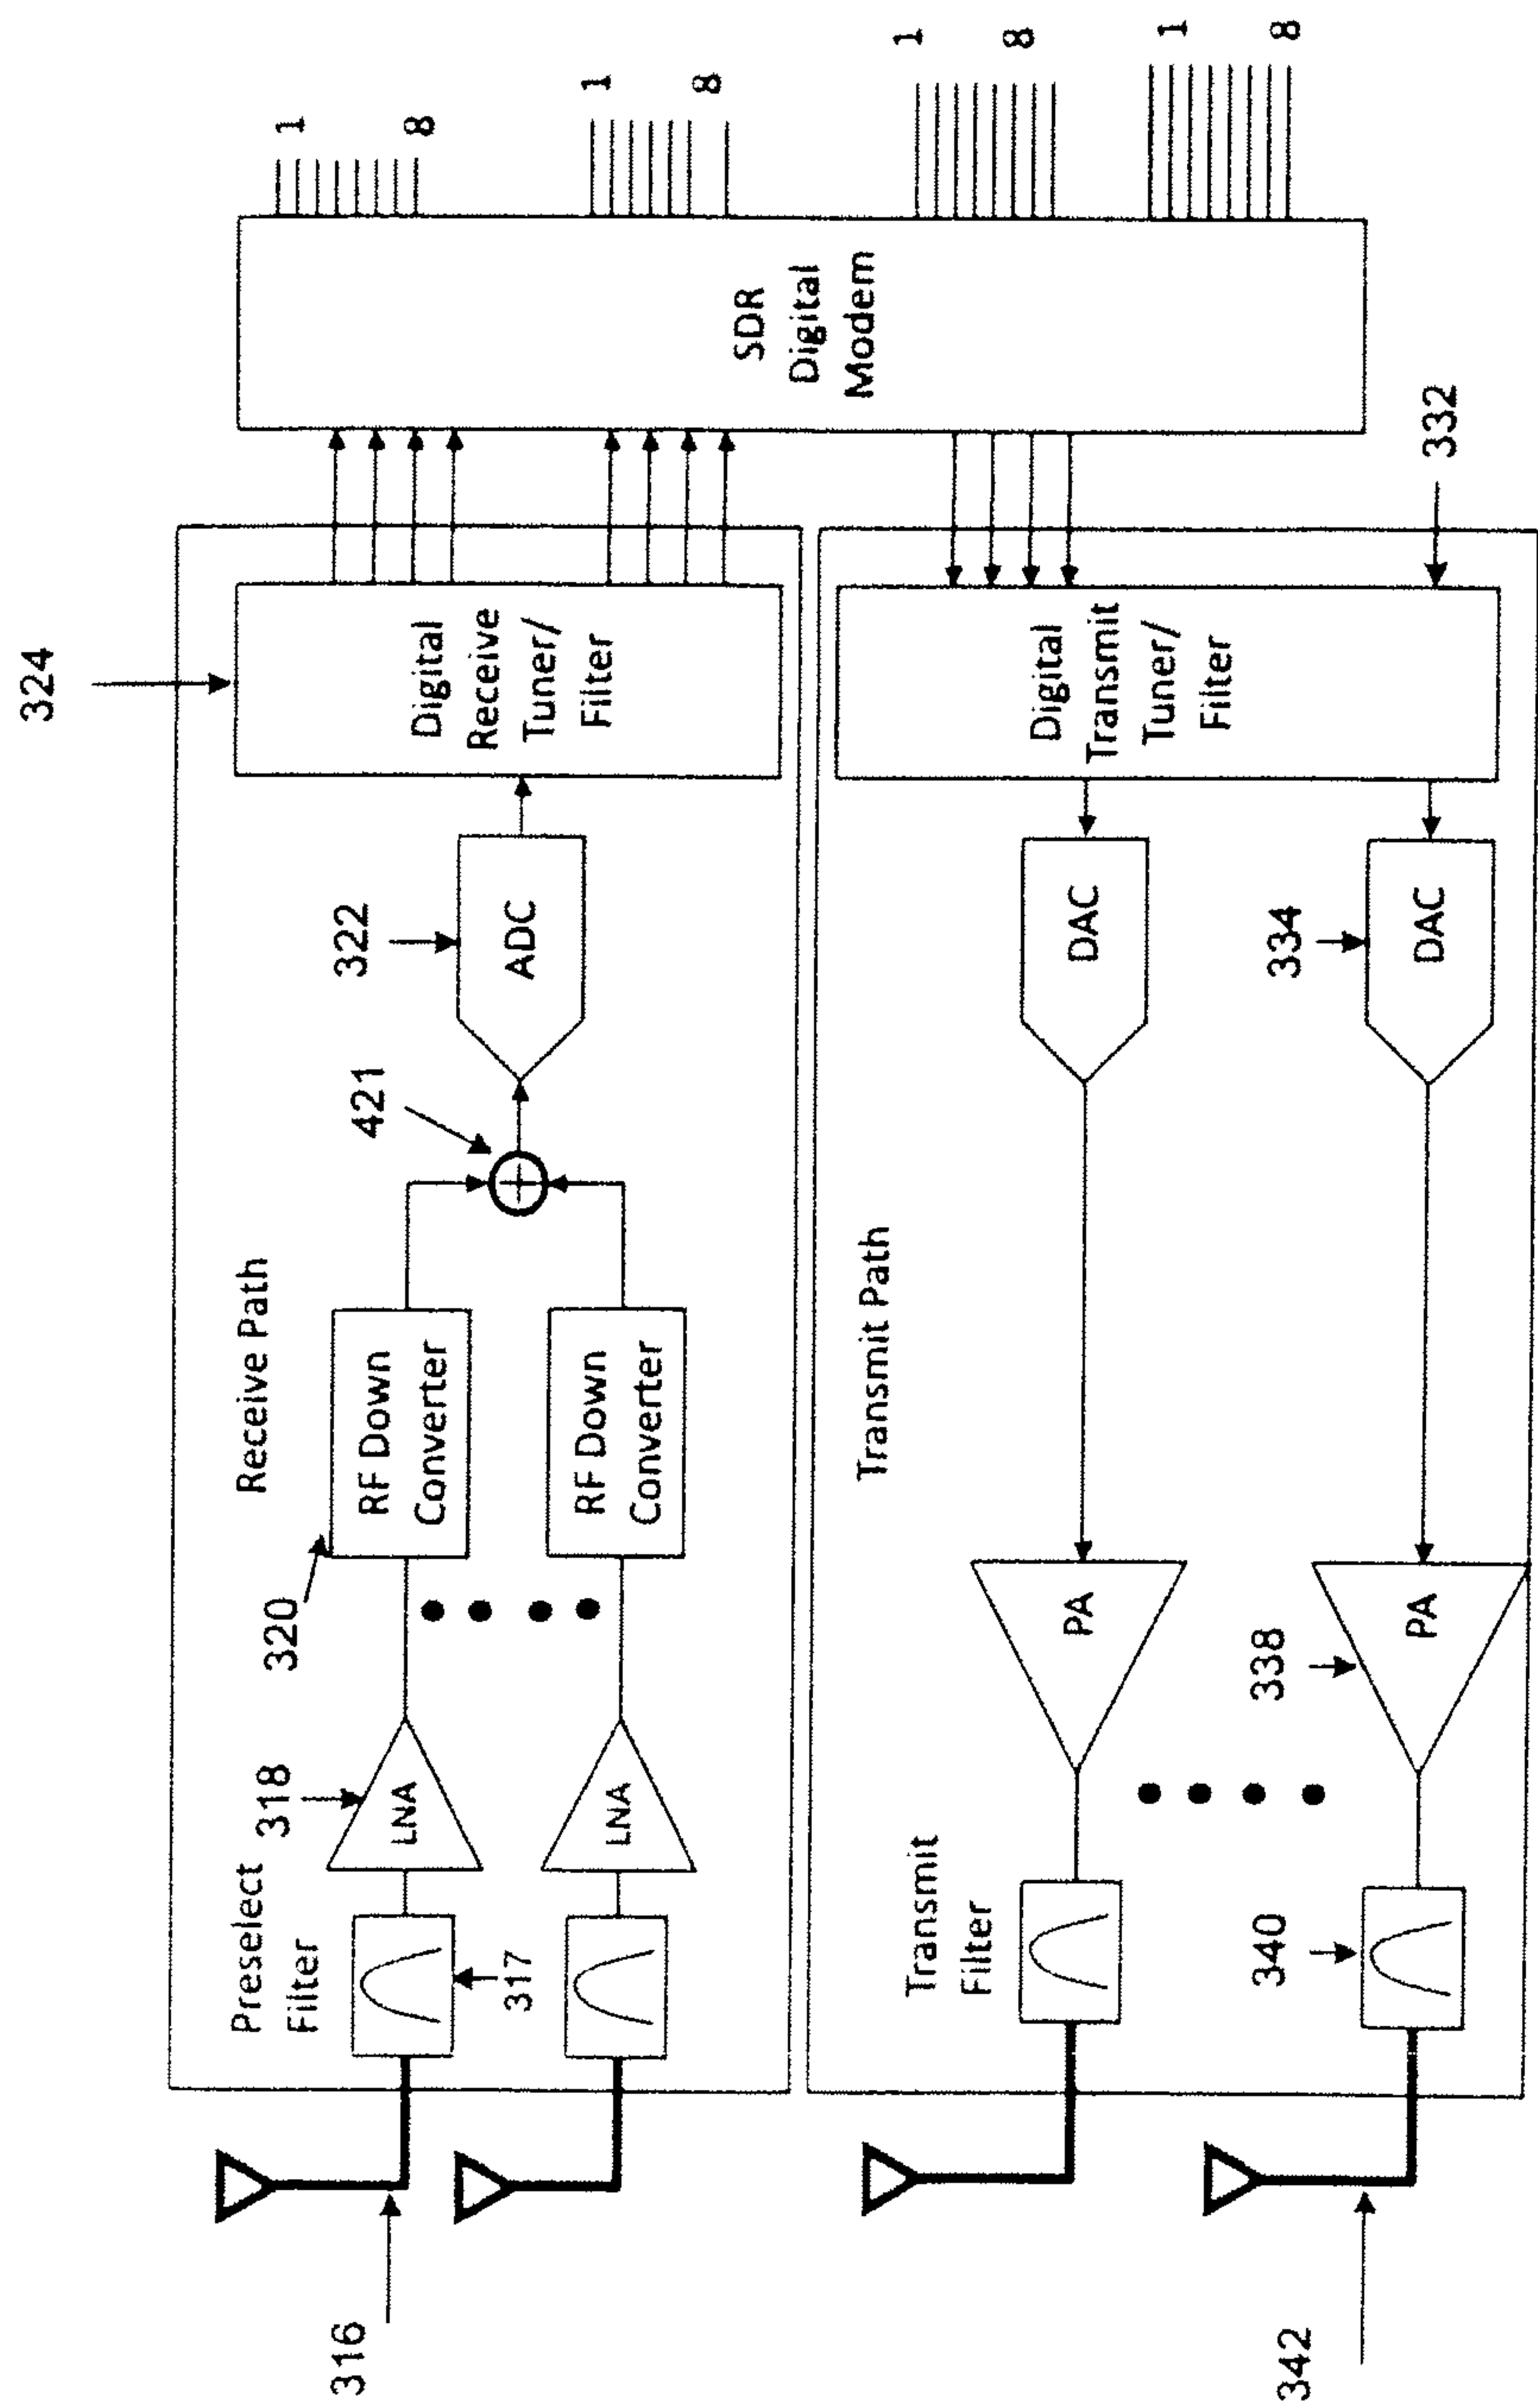 324
332
Receive Path
Preselect
Filter
317
318
LNA
LNA
320
RF Down
Converter
RF Down
Converter
421
322
ADC
Digital
Receive
Tuner/
Filter
316
SDR
Digital
Modem
1
8
1
8
1
8
1
8
Transmit Path
Transmit
Filter
340
338
PA
PA
DAC
334
DAC
Digital
Transmit
Tuner/
Filter
342